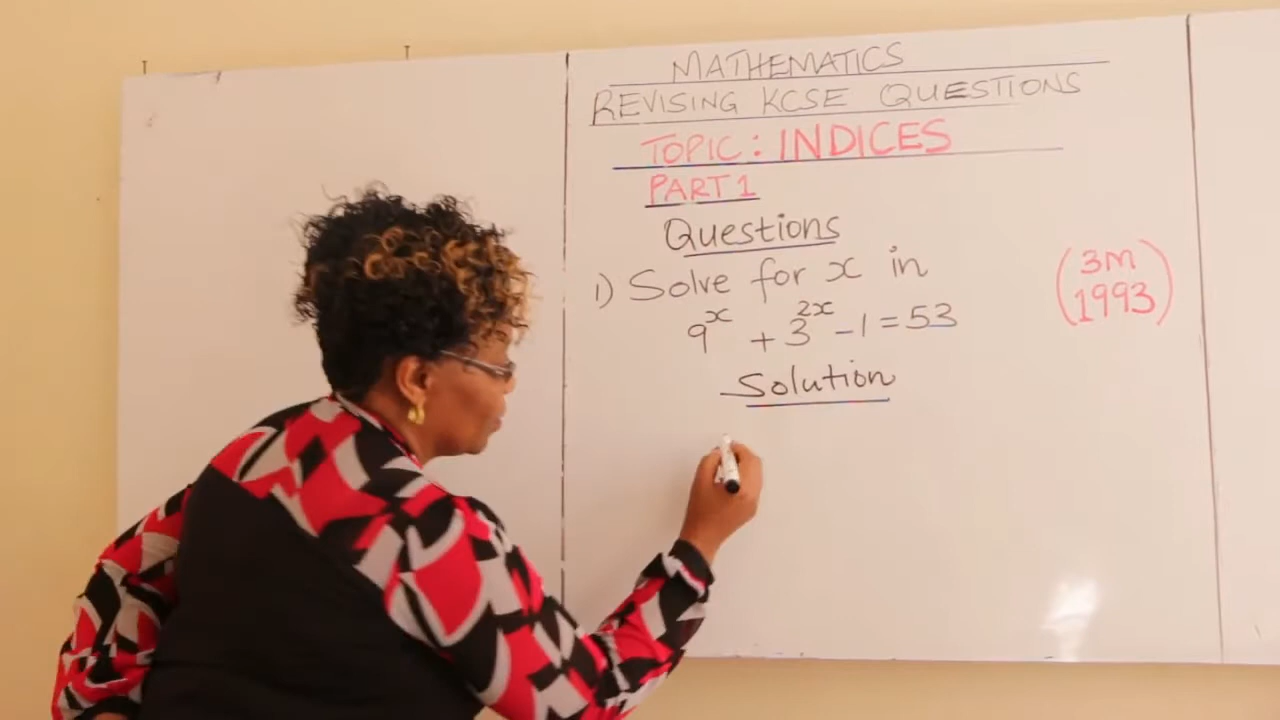 MATHEMATICS
REVISING KCSE QUESTIONS
TOPIC: INDICES
PART 1
Questions
1) Solve for x in
9^x + 3^2x - 1 = 53
(3M
1993)
Solution